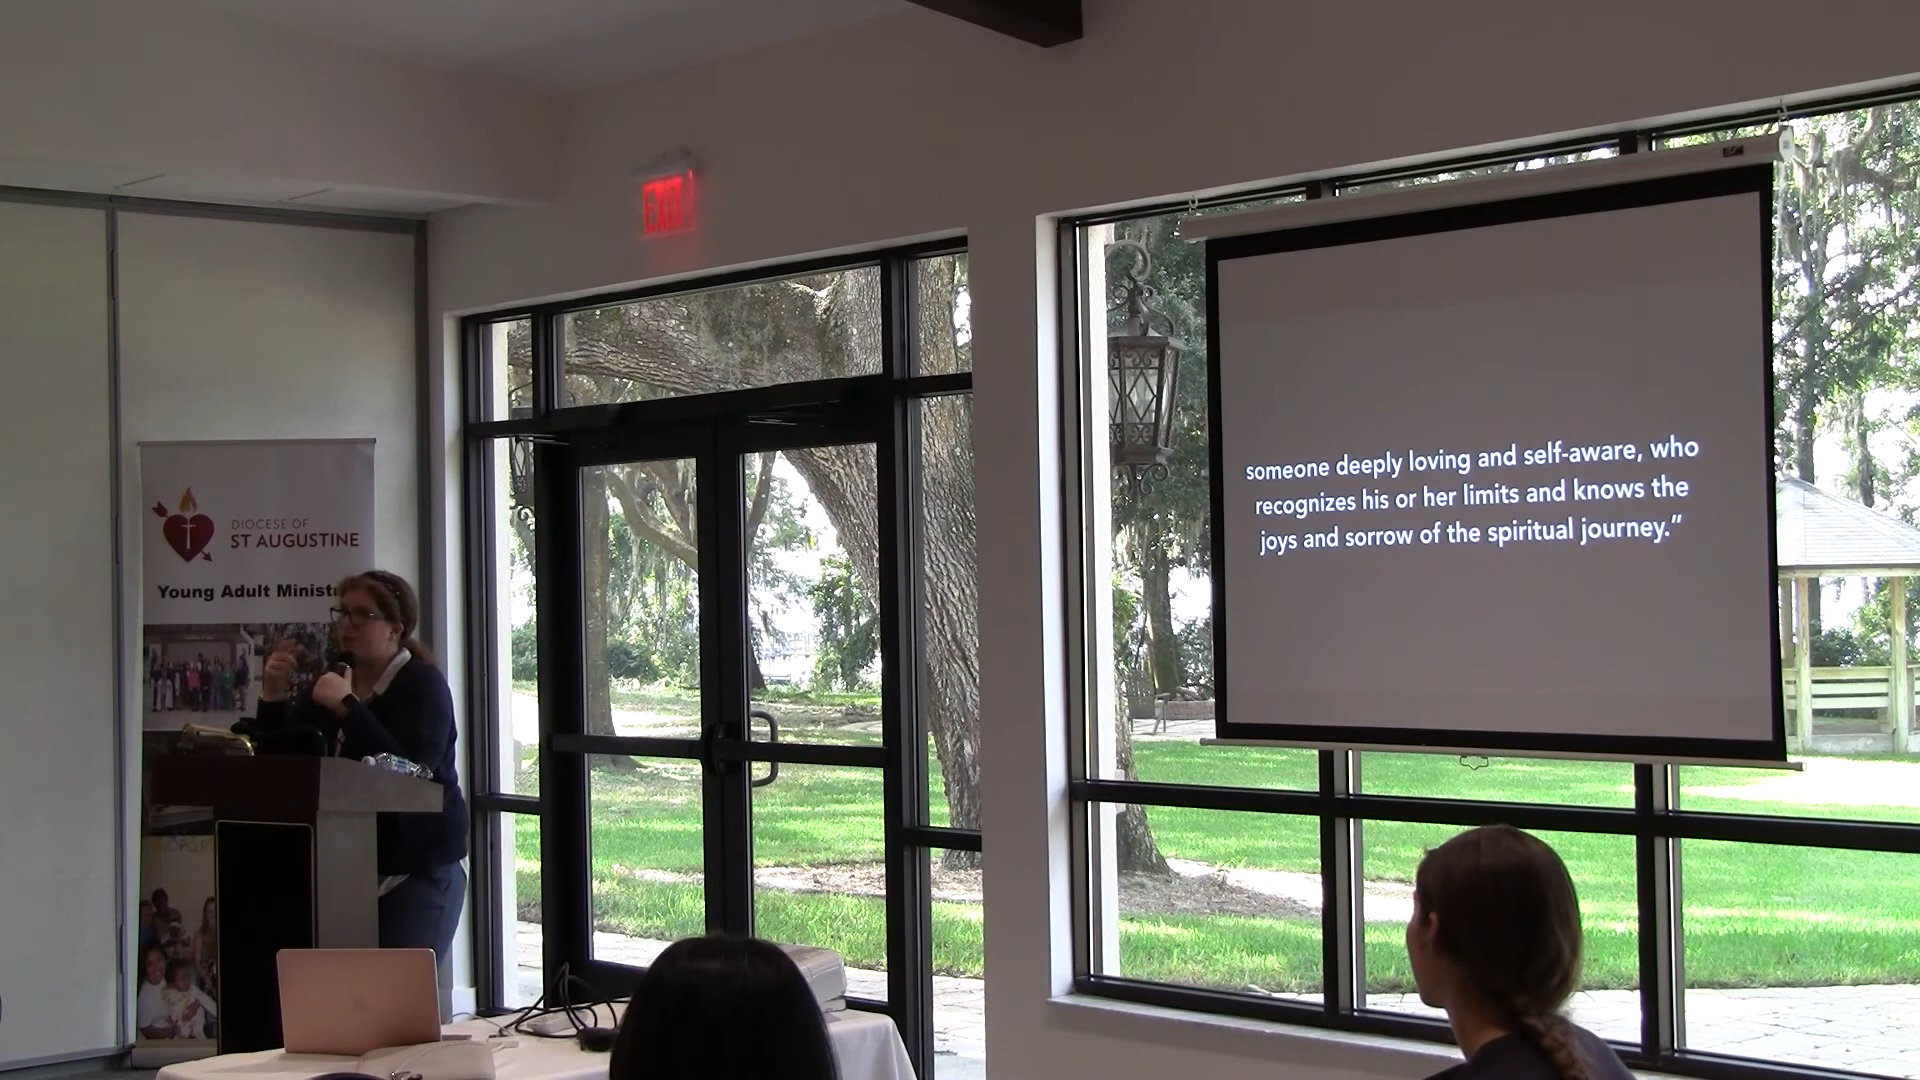 EXIT
DIOCESE OF
ST AUGUSTINE
Young Adult
someone deeply loving and self-aware, who
recognizes his or her limits and knows the
joys and sorrow of the spiritual journey.”